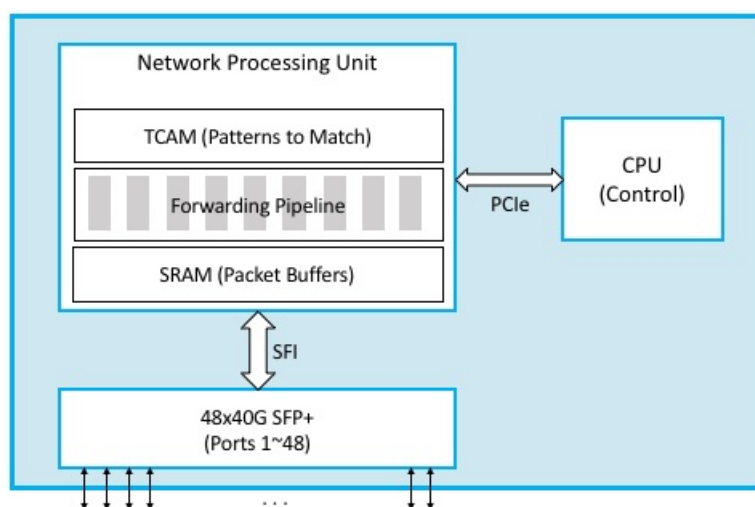 Network Processing Unit
TCAM (Patterns to Match)
Forwarding Pipeline
SRAM (Packet Buffers)
CPU
(Control)
PCIe
SFI
48x40G SFP+
(Ports 1~48)
. . .